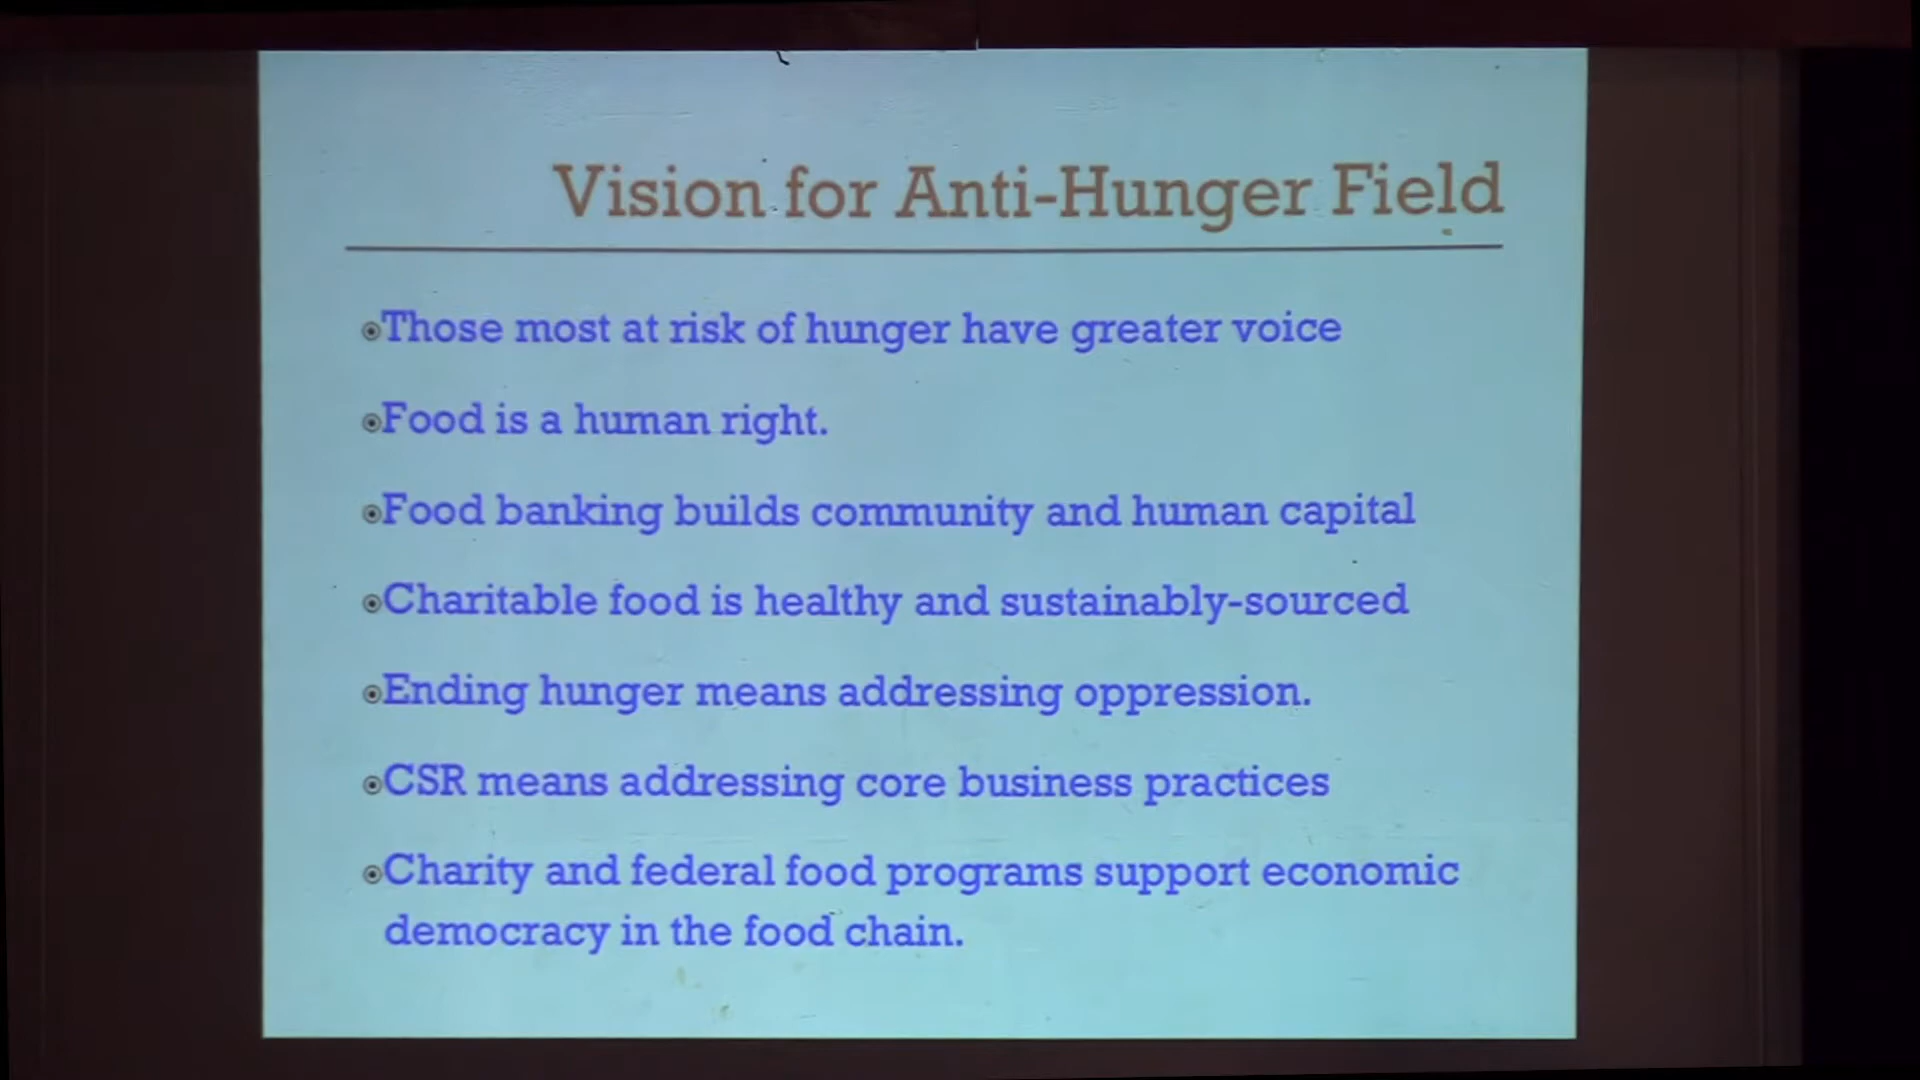 Vision for Anti-Hunger Field
Those most at risk of hunger have greater voice
Food is a human right.
Food banking builds community and human capital
Charitable food is healthy and sustainably-sourced
Ending hunger means addressing oppression.
CSR means addressing core business practices
Charity and federal food programs support economic
democracy in the food chain.